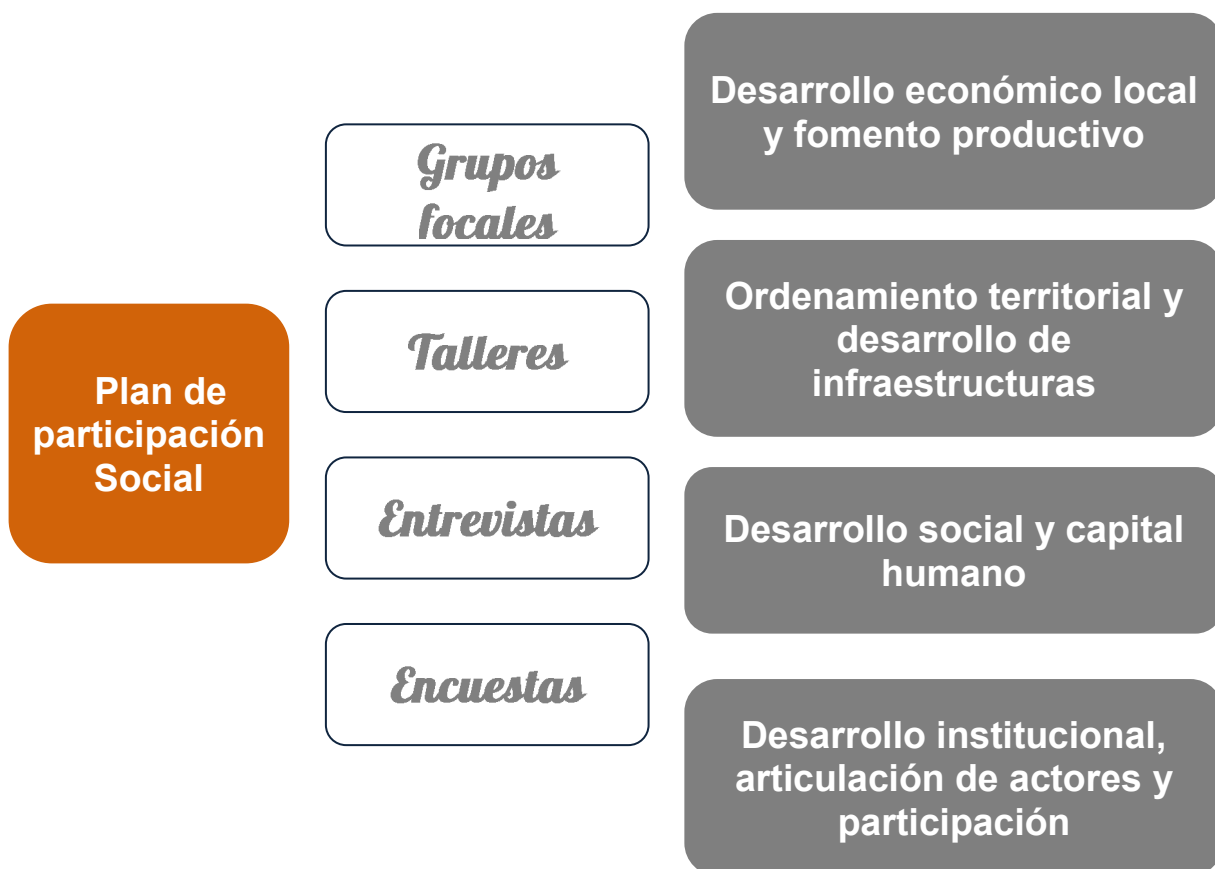 Plan de
participación
Social
Grupos
focales
Talleres
Entrevistas
Encuestas
Desarrollo económico local
y fomento productivo
Ordenamiento territorial y
desarrollo de
infraestructuras
Desarrollo social y capital
humano
Desarrollo institucional,
articulación de actores y
participación